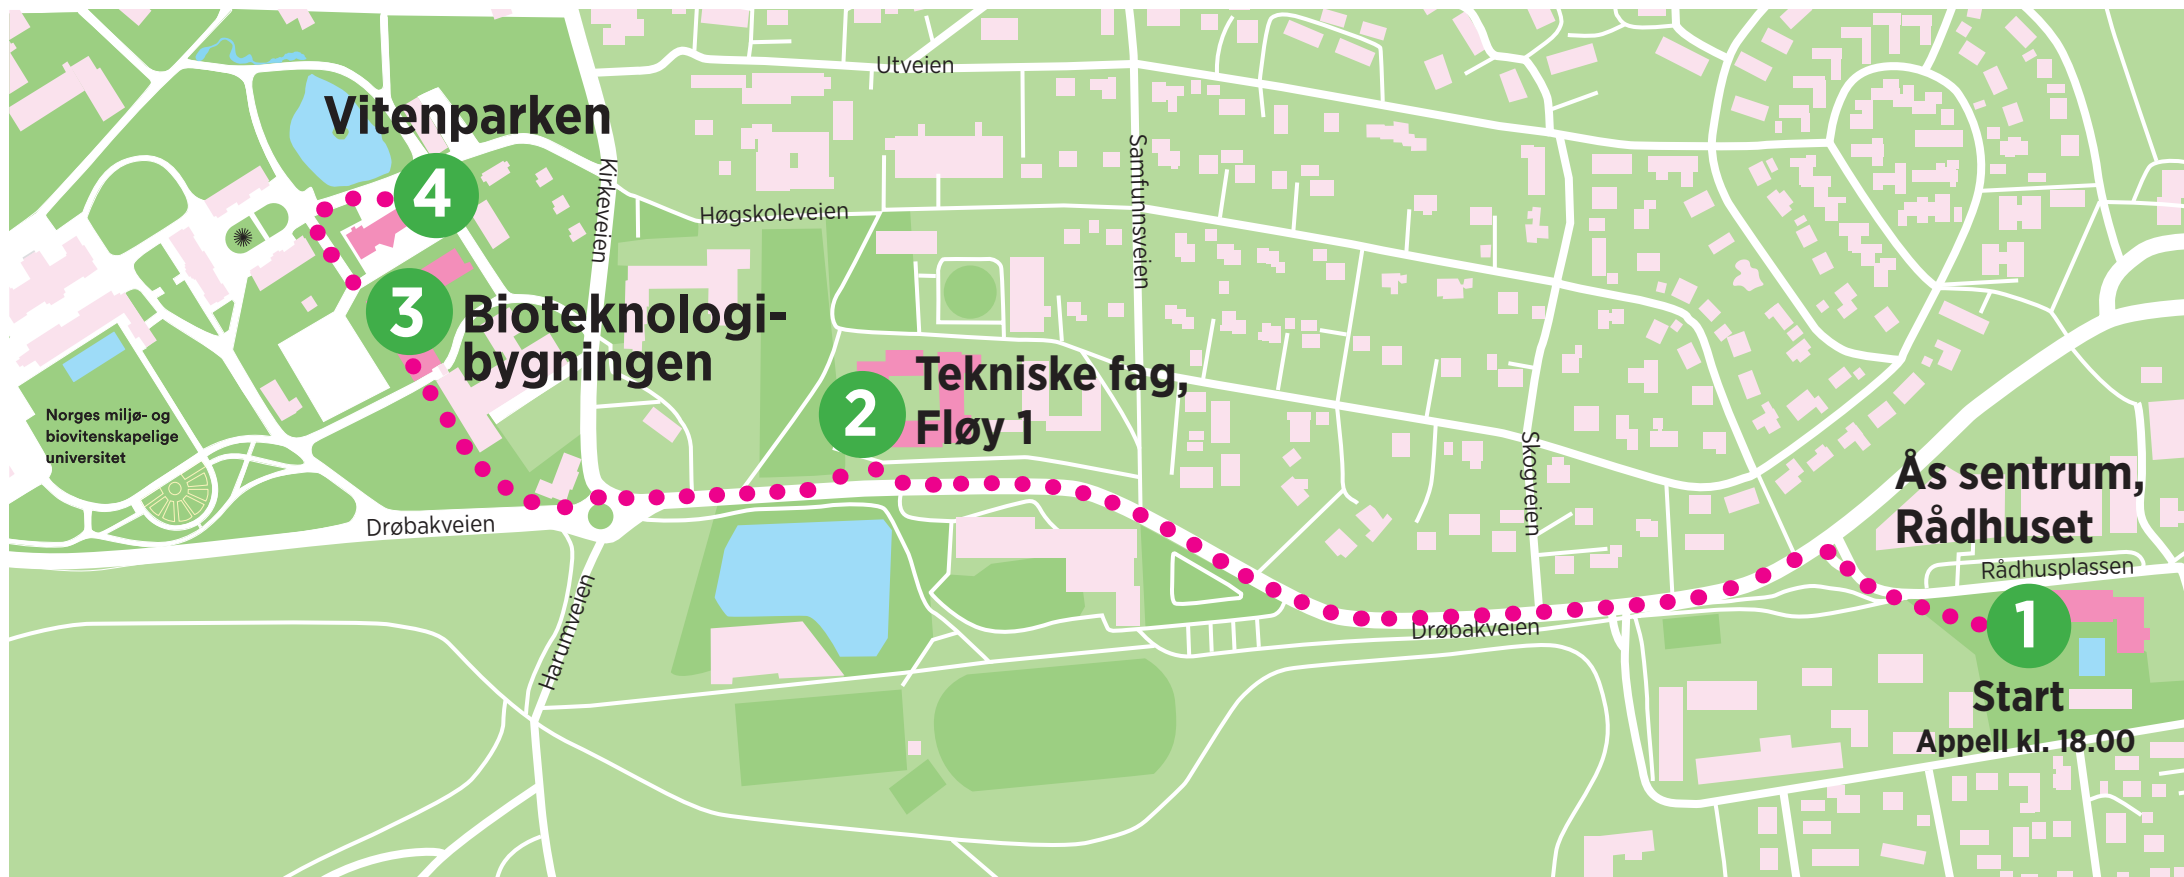 Utveien
Vitenparken
4
Kirkeveien
Samfunnsveien
Høgskoleveien
3
Bioteknologi-
bygningen
2
Tekniske fag,
Fløy 1
Norges miljø- og
biovitenskapelige
universitet
Skogveien
Ås sentrum,
Rådhuset
Drøbakveien
Rådhusplassen
Harumveien
Drøbakveien
1
Start
Appell kl. 18.00